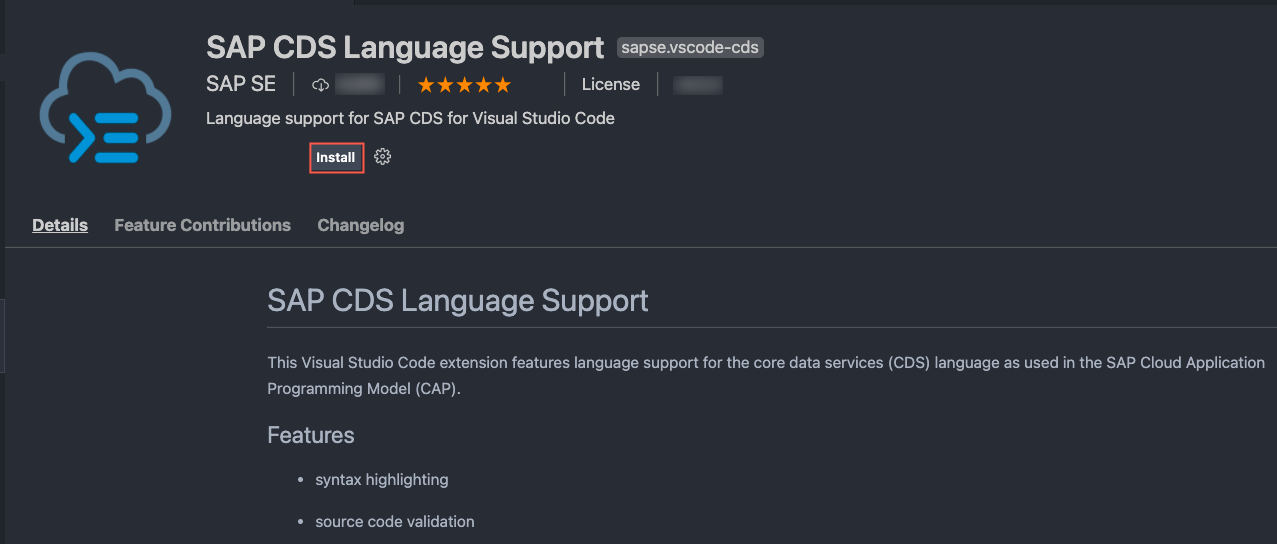 SAP CDS Language Support sapse.vscode-cds
SAP SE License
Language support for SAP CDS for Visual Studio Code
Install
Details Feature Contributions Changelog
SAP CDS Language Support
This Visual Studio Code extension features language support for the core data services (CDS) language as used in the SAP Cloud Application
Programming Model (CAP).
Features
• syntax highlighting
• source code validation